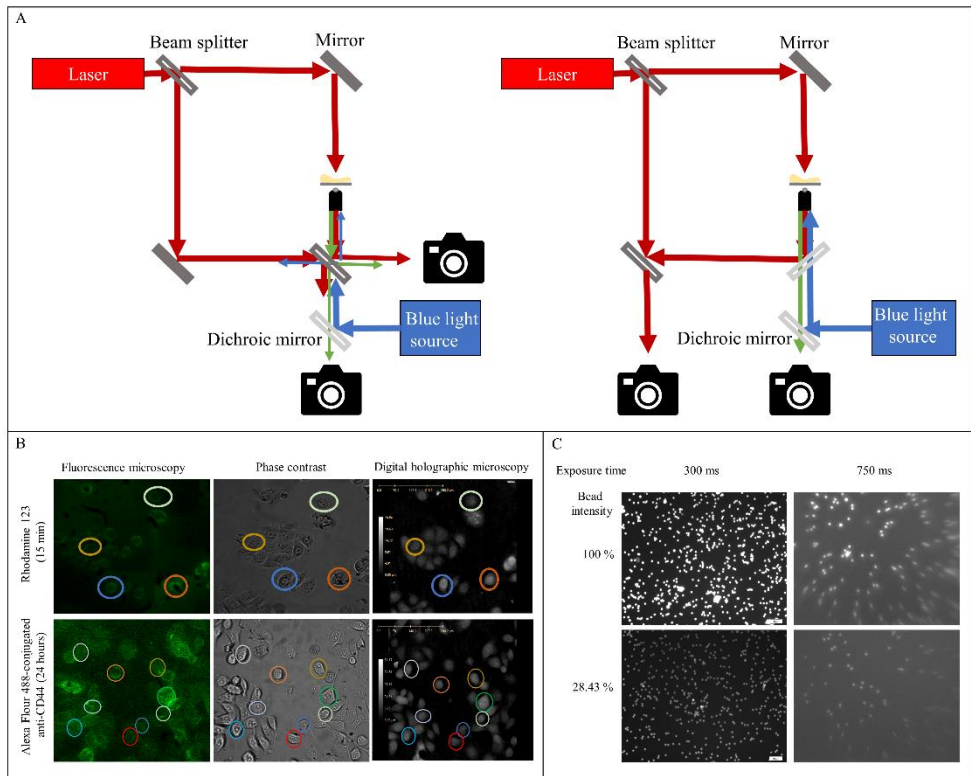 A
Beam splitter
Mirror
Laser
Dichroic mirror
Blue light
source
Beam splitter
Mirror
Laser
Dichroic mirror
Blue light
source
B
Fluorescence microscopy
Phase contrast
Digital holographic microscopy
Rhodamine 123
(15 min)
Alexa Flour 488-conjugated
anti-CD44 (24 hours)
C
Exposure time
300 ms
750 ms
Bead
intensity
100 %
28.43 %